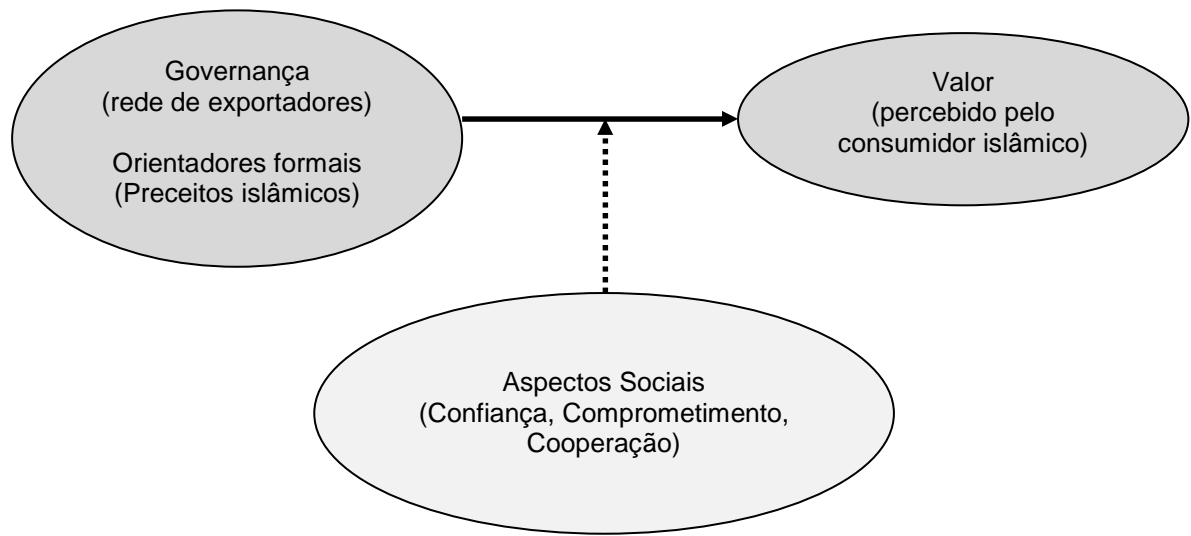 Governança
(rede de exportadores)
Orientadores formais
(Preceitos islâmicos)
Valor
(percebido pelo
consumidor islâmico)
Aspectos Sociais
(Confiança, Comprometimento,
Cooperação)